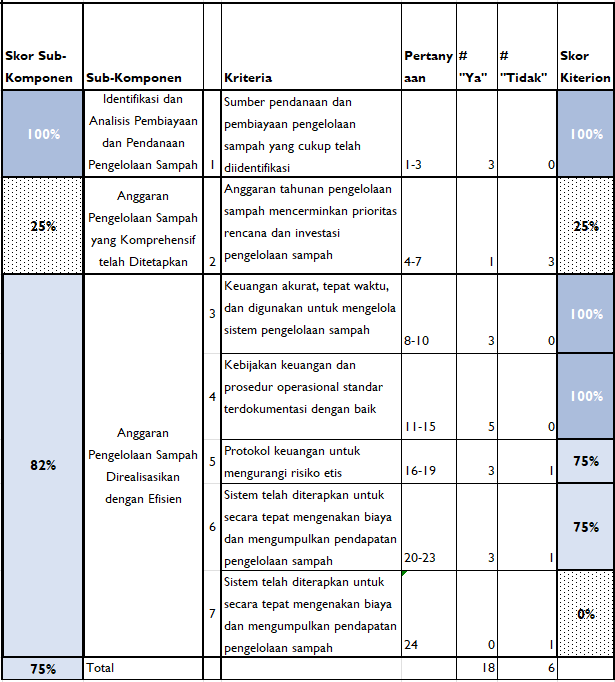 Skor Sub-
Komponen
Sub-Komponen
Kriteria
Pertany
aan
#
"Ya"
#
"Tidak"
Skor
Kiterion
100%
Identifikasi dan
Analisis Pembiayaan
dan Pendanaan
Pengelolaan Sampah
1
Sumber pendanaan dan
pembiayaan pengelolaan
sampah yang cukup telah
diidentifikasi
1-3
3
0
100%
25%
Anggaran
Pengelolaan Sampah
yang Komprehensif
telah Ditetapkan
2
Anggaran tahunan pengelolaan
sampah mencerminkan prioritas
rencana dan investasi
pengelolaan sampah
4-7
1
3
25%
82%
Anggaran
Pengelolaan Sampah
Direalisasikan
dengan Efisien
3
Keuangan akurat, tepat waktu,
dan digunakan untuk mengelola
sistem pengelolaan sampah
8-10
3
0
100%
4
Kebijakan keuangan dan
prosedur operasional standar
terdokumentasi dengan baik
11-15
5
0
100%
5
Protokol keuangan untuk
mengurangi risiko etis
16-19
3
1
75%
6
Sistem telah diterapkan untuk
secara tepat mengenakan biaya
dan mengumpulkan pendapatan
pengelolaan sampah
20-23
3
1
75%
7
Sistem telah diterapkan untuk
secara tepat mengenakan biaya
dan mengumpulkan pendapatan
pengelolaan sampah
24
0
1
0%
75%
Total
18
6